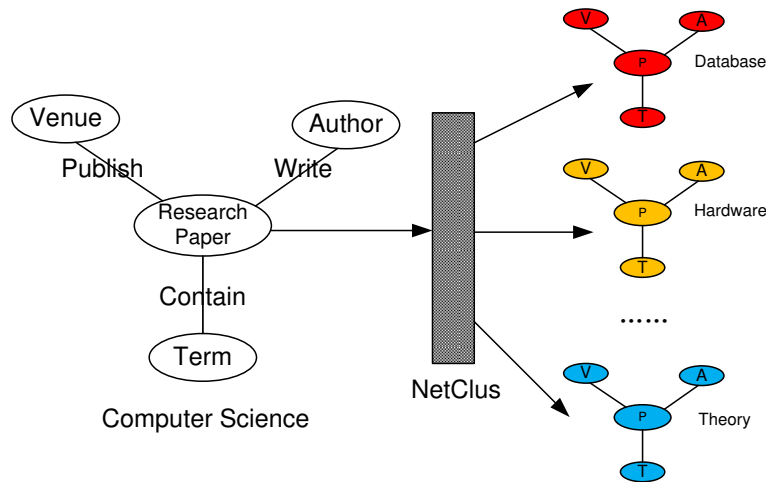 Venue
Author
Publish
Write
Research
Paper
Contain
Term
Computer Science
NetClus
V
A
P
Database
T
V
A
P
Hardware
T
......
V
A
P
Theory
T